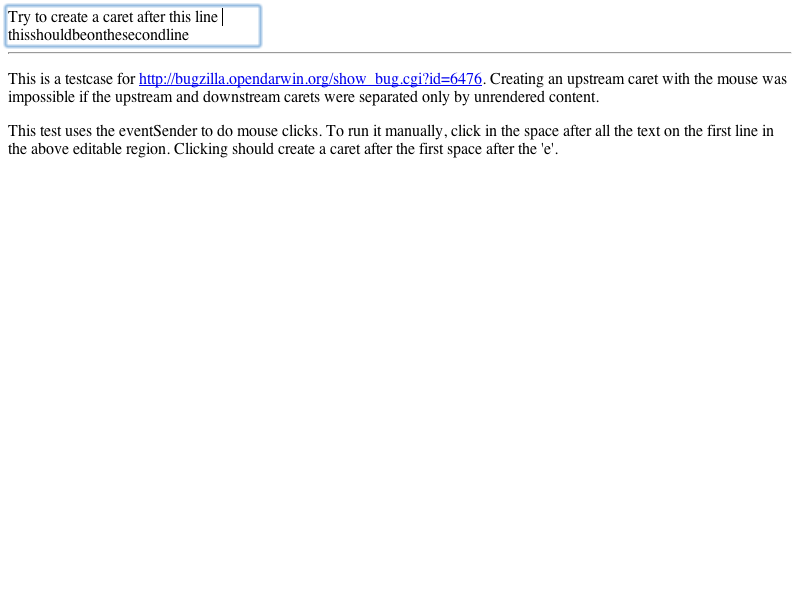 Try to create a caret after this line
thisshouldbeonthesecondline
This is a testcase for http://bugzilla.opendarwin.org/show_bug.cgi?id=6476. Creating an upstream caret with the mouse was
impossible if the upstream and downstream carets were separated only by unrendered content.
This test uses the eventSender to do mouse clicks. To run it manually, click in the space after all the text on the first line in
the above editable region. Clicking should create a caret after the first space after the 'e'.